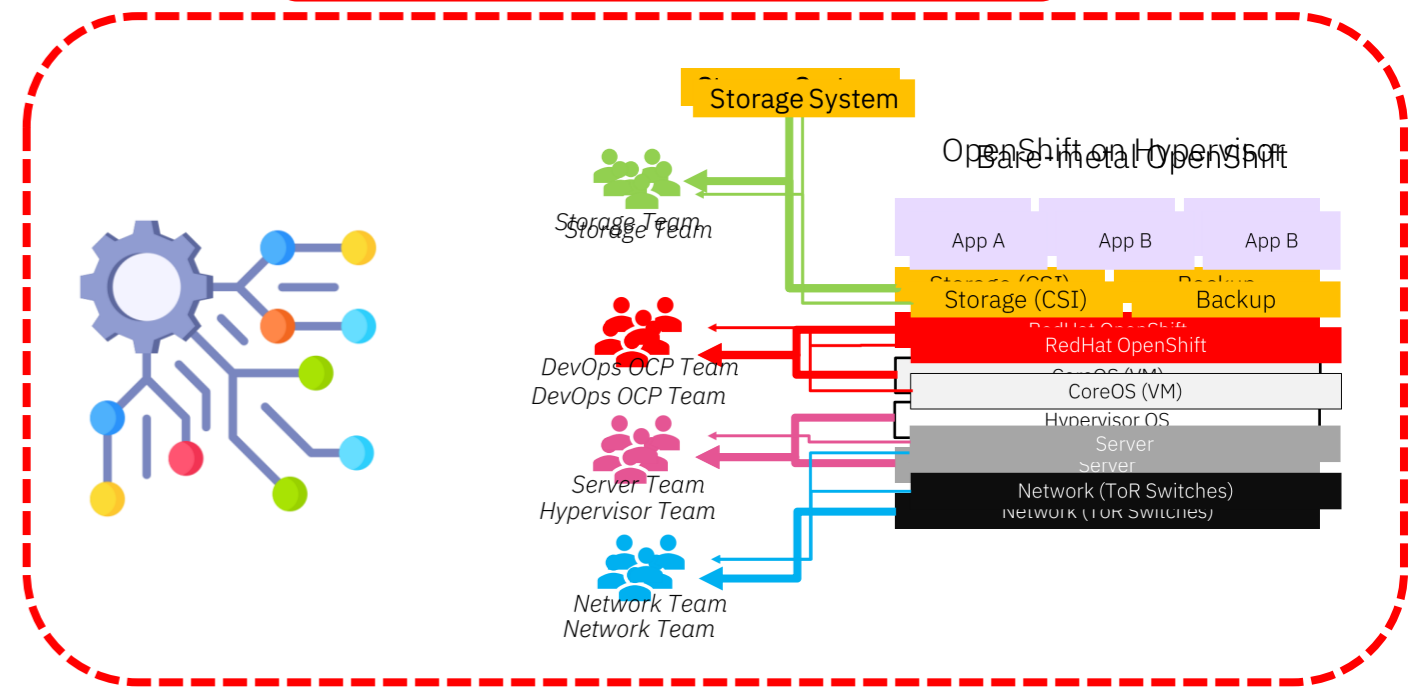 Storage System
OpenShift on Hypervisor
Bare-metal OpenShift
Storage Team
Storage Team
App A
App B
App B
Storage (CSI)
Backup
Storage (CSI)
Backup
RedHat OpenShift
RedHat OpenShift
DevOps OCP Team
DevOps OCP Team
CoreOS (VM)
CoreOS (VM)
Hypervisor OS
Server
Server
Server Team
Hypervisor Team
Network (ToR Switches)
Network (ToR Switches)
Network Team
Network Team